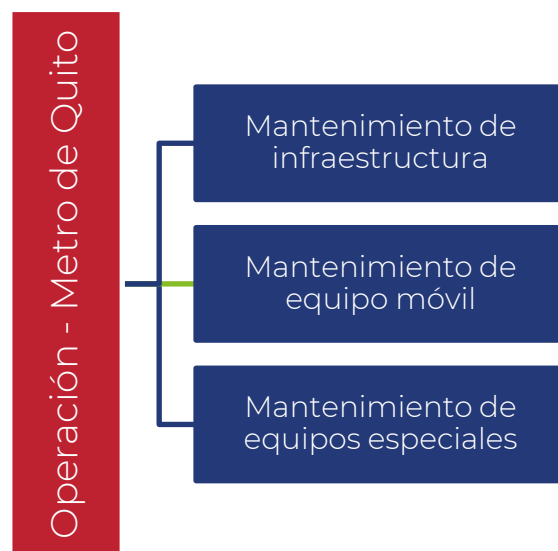 Operación - Metro de Quito
Mantenimiento de
infraestructura
Mantenimiento de
equipo móvil
Mantenimiento de
equipos especiales